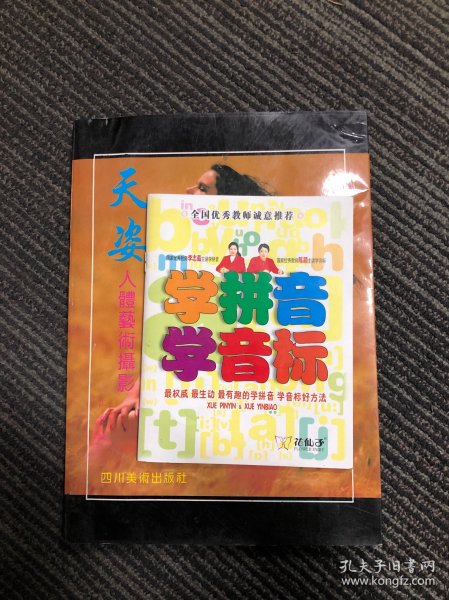 天姿
人體藝術攝影
四川美術出版社
全国优秀教师诚意推荐
学拼音
学音标
最权威 最生动 最有趣的学拼音 学音标好方法
XUE PINYIN & XUE YINBIAO
花仙子
孔夫子旧书网
www.kongfz.com